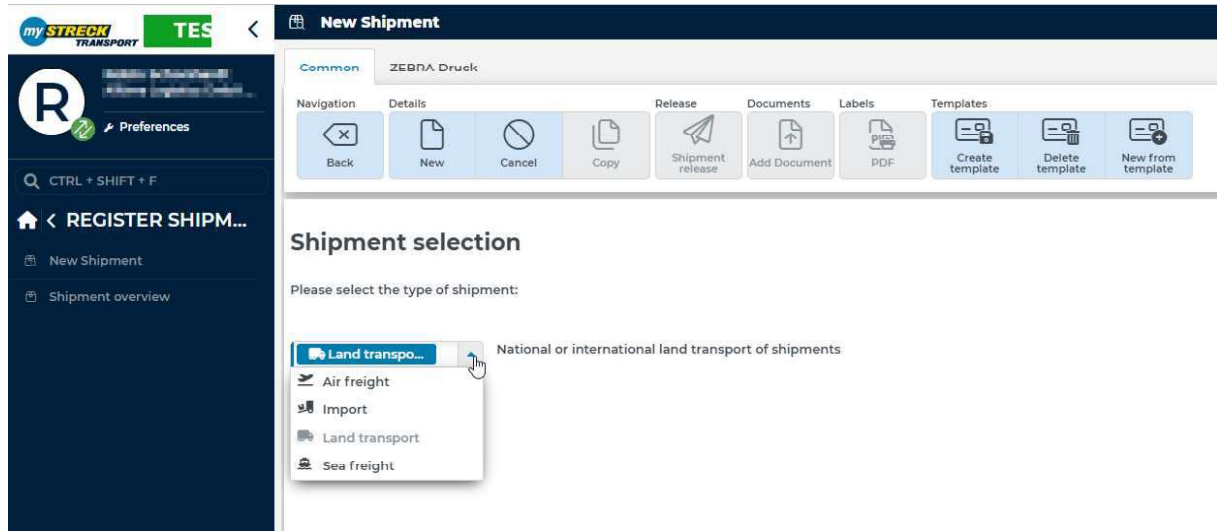 my STRECK TRANSPORT
TES
New Shipment
Common ZEBRA Druck
R
Preferences
Navigation Details Release Documents Labels Templates
Back New Cancel Copy Shipment release Add Document PDF Create template Delete template New from template
CTRL + SHIFT + F
REGISTER SHIPM...
New Shipment
Shipment overview
Shipment selection
Please select the type of shipment:
Land transpo... National or international land transport of shipments
Air freight
Import
Land transport
Sea freight